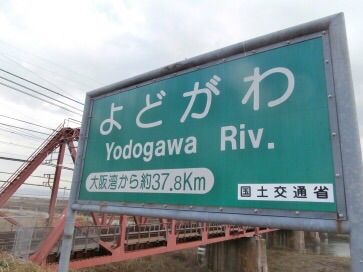 よどがわ
Yodogawa Riv.
大阪湾から約37.8Km
国土交通省